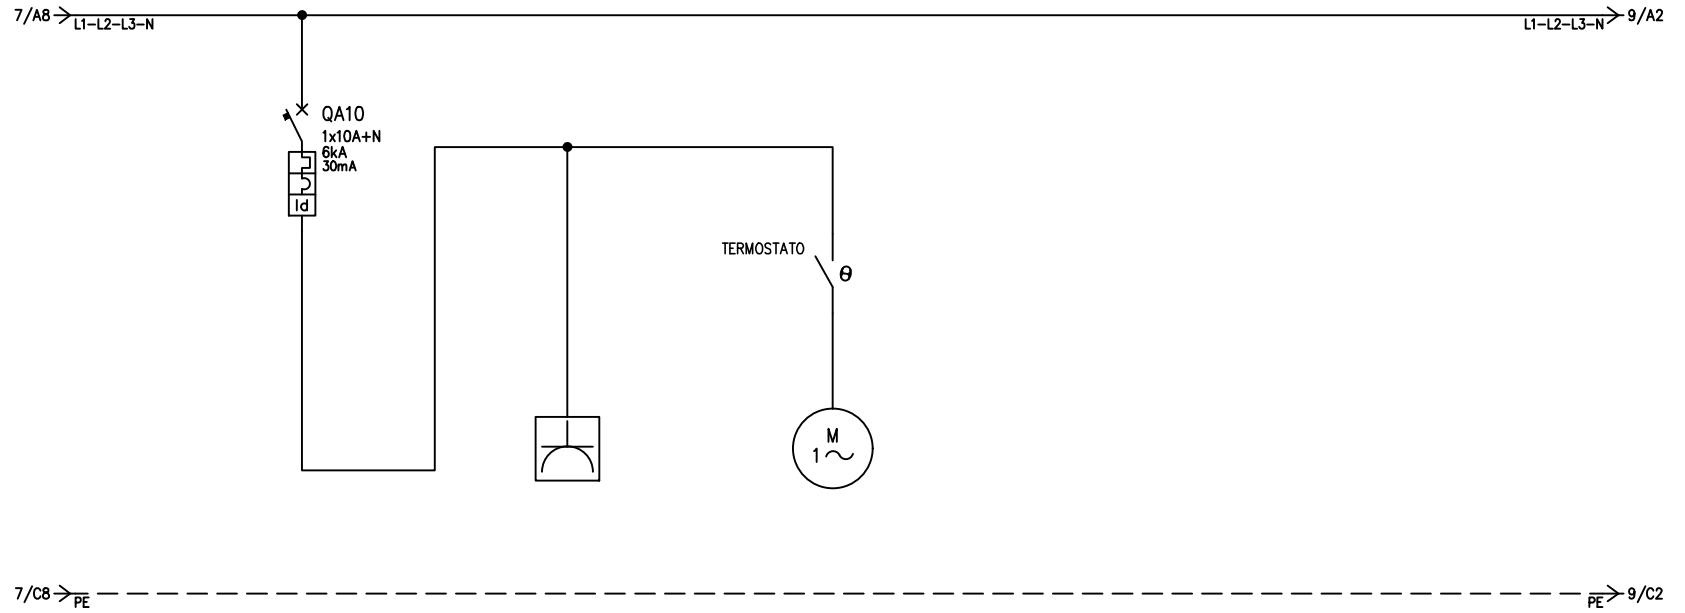 7/A8
L1-L2-L3-N
L1-L2-L3-N
9/A2
QA10
1x10A+N
6kA
30mA
Id
TERMOSTATO
θ
M
1~
7/C8
PE
PE
9/C2